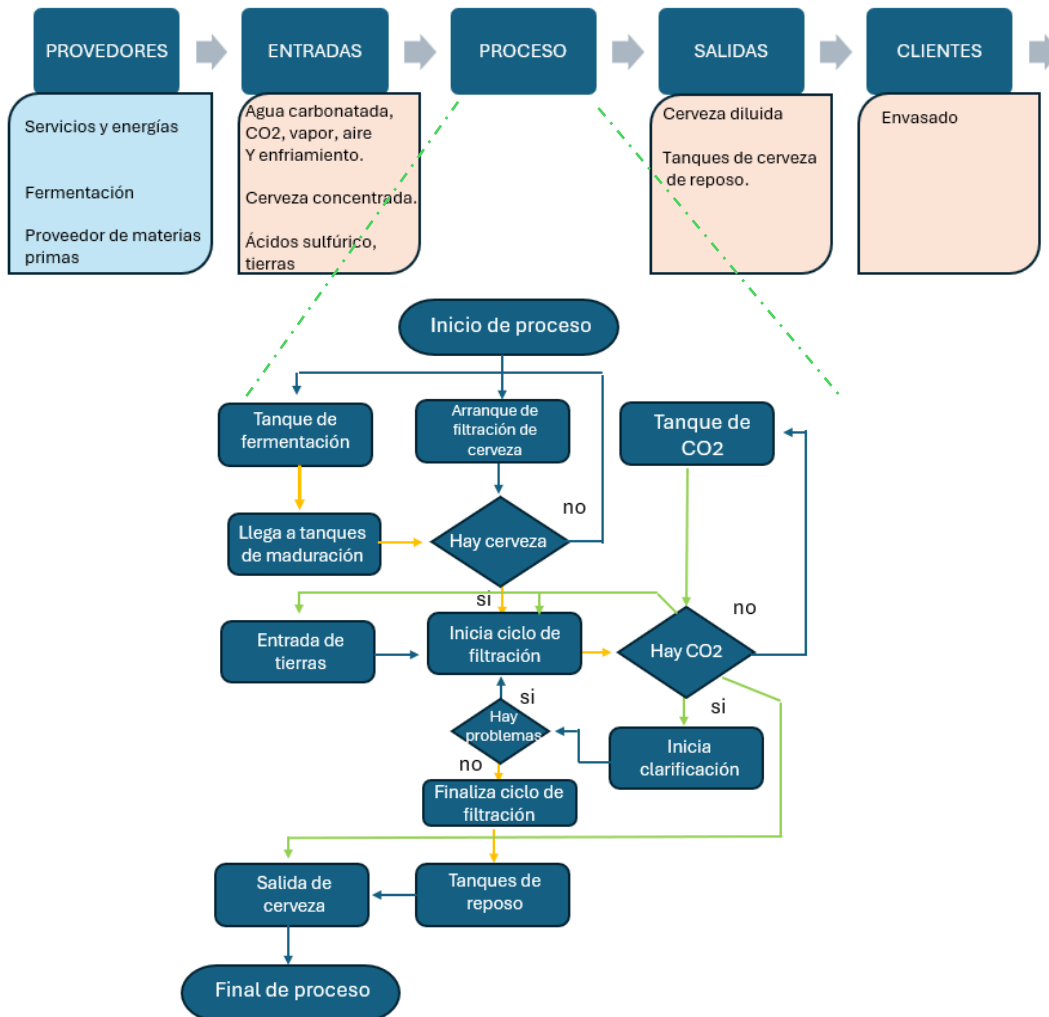 PROVEDORES
ENTRADAS
PROCESO
SALIDAS
CLIENTES
Servicios y energías
Fermentación
Proveedor de materias
primas
Agua carbonatada,
CO2, vapor, aire
Y enfriamiento.
Cerveza concentrada.
Ácidos sulfúrico,
tierras
Cerveza diluida
Tanques de cerveza
de reposo.
Envasado
Inicio de proceso
Tanque de
fermentación
Arranque de
filtración de
cerveza
Tanque de
CO2
no
Llega a tanques
de maduración
Hay cerveza
si
no
Entrada de
tierras
Inicia ciclo de
filtración
Hay CO2
si
si
Hay
problemas
Inicia
clarificación
no
Finaliza ciclo de
filtración
Salida de
cerveza
Tanques de
reposo
Final de proceso